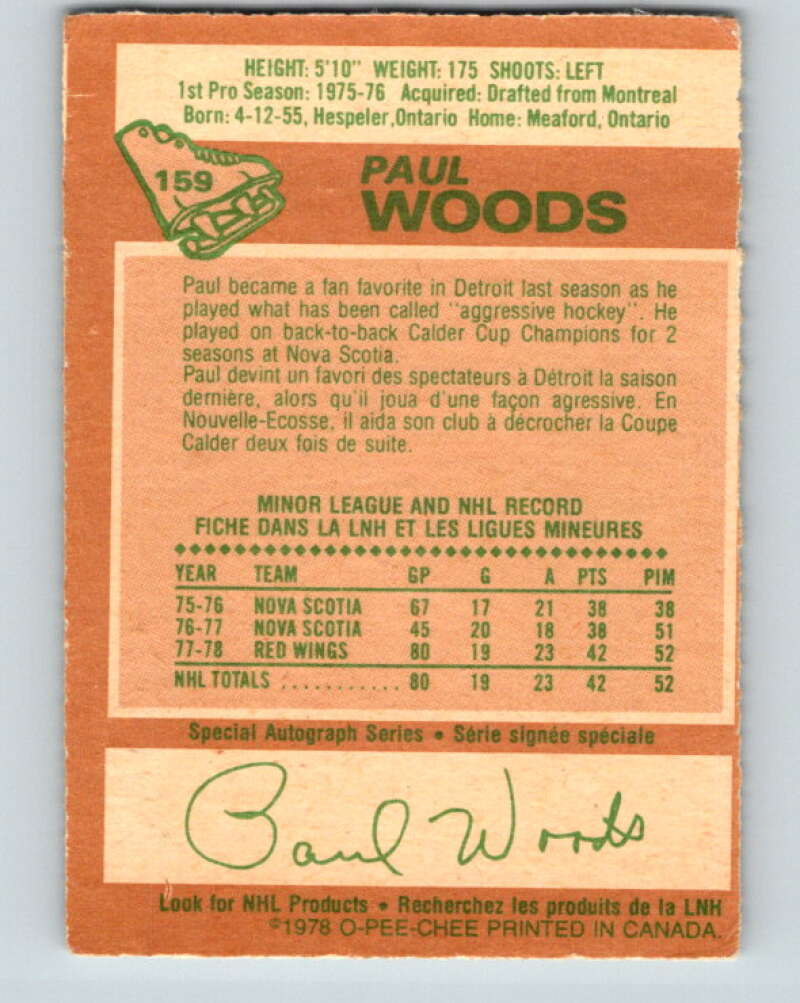 HEIGHT: 5'10" WEIGHT: 175 SHOOTS: LEFT
1st Pro Season: 1975-76 Acquired: Drafted from Montreal
Born: 4-12-55, Hespeler, Ontario Home: Meaford, Ontario
159
PAUL
WOODS
Paul became a fan favorite in Detroit last season as he
played what has been called "aggressive hockey". He
played on back-to-back Calder Cup Champions for 2
seasons at Nova Scotia.
Paul devint un favori des spectateurs à Détroit la saison
dernière, alors qu'il joua d'une façon agressive. En
Nouvelle-Ecosse, il aida son club à décrocher la Coupe
Calder deux fois de suite.
MINOR LEAGUE AND NHL RECORD
FICHE DANS LA LNH ET LES LIGUES MINEURES
YEAR TEAM GP G A PTS PIM
75-76 NOVA SCOTIA 67 17 21 38 38
76-77 NOVA SCOTIA 45 20 18 38 51
77-78 RED WINGS 80 19 23 42 52
NHL TOTALS ........... 80 19 23 42 52
Special Autograph Series • Série signée spéciale
Paul Woods
Look for NHL Products • Recherchez les produits de la LNH
©1978 O-PEE-CHEE PRINTED IN CANADA.